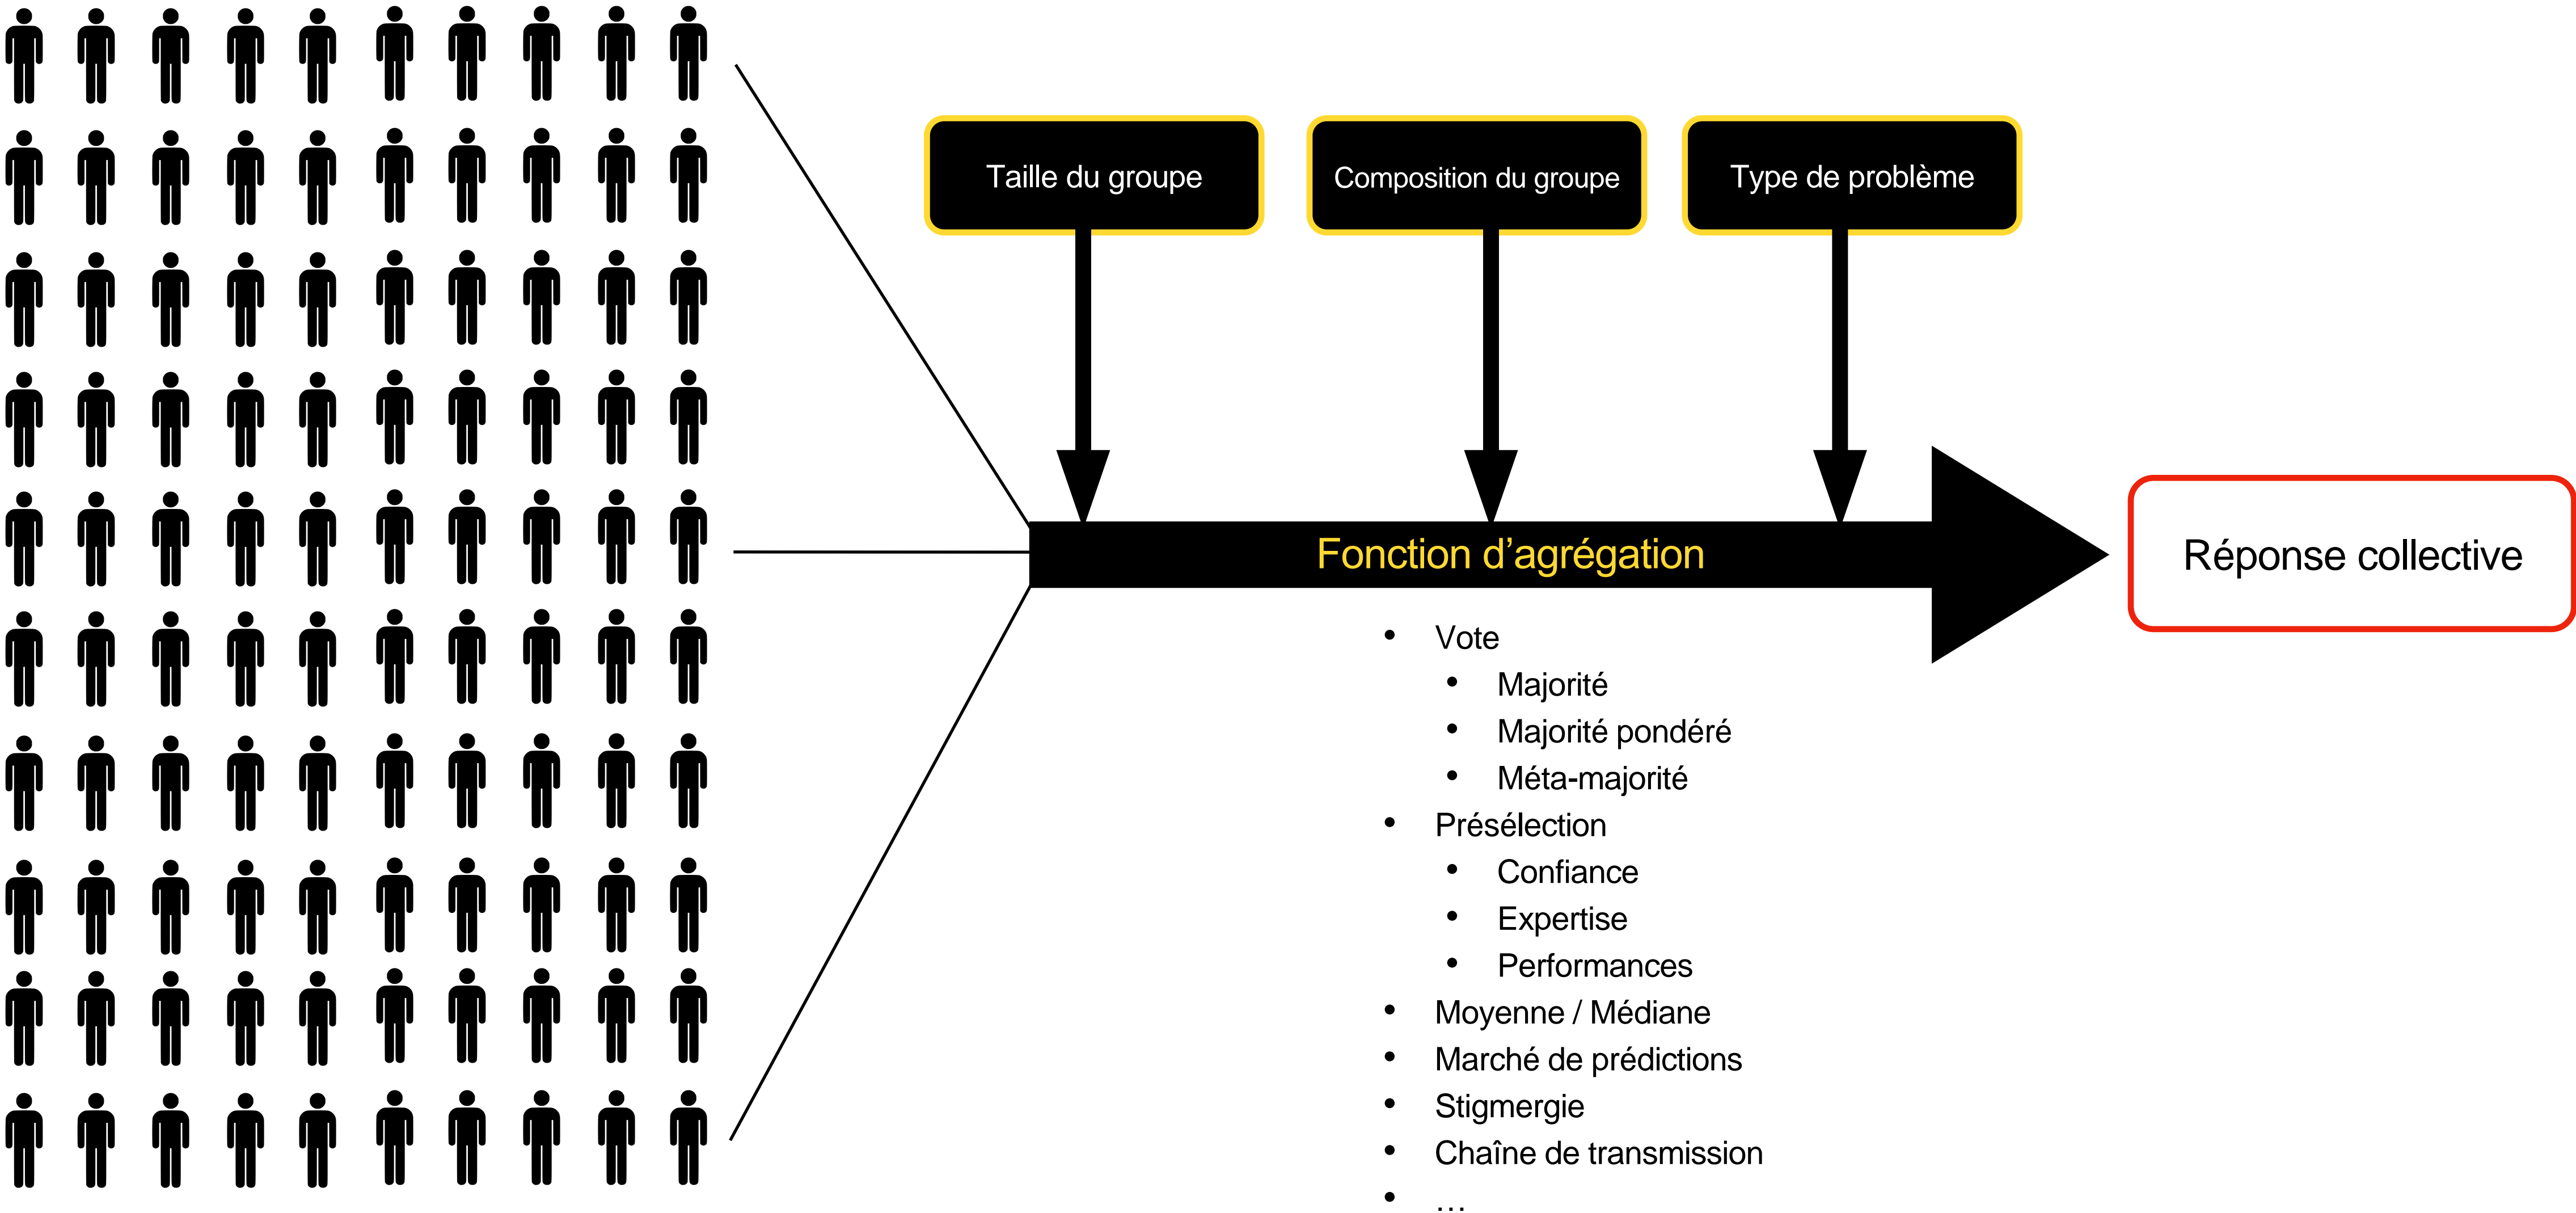 Taille du groupe
Composition du groupe
Type de problème
Fonction d’agrégation
Réponse collective
• Vote
• Majorité
• Majorité pondéré
• Méta-majorité
• Présélection
• Confiance
• Expertise
• Performances
• Moyenne / Médiane
• Marché de prédictions
• Stigmergie
• Chaîne de transmission
• …